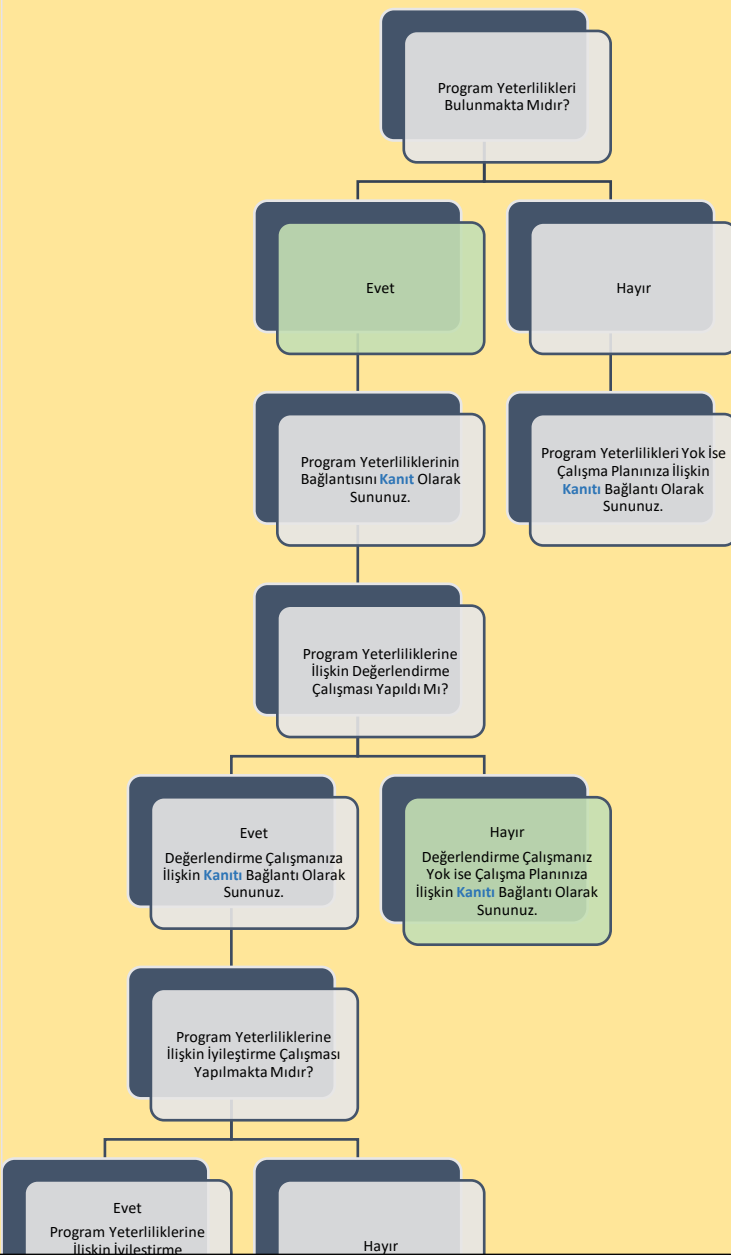 Program Yeterlilikleri
Bulunmakta Mıdır?
Evet
Hayır
Program Yeterliliklerinin
Bağlantısını Kanıt Olarak
Sununuz.
Program Yeterlilikleri Yok İse
Çalışma Planınıza İlişkin
Kanıtı Bağlantı Olarak
Sununuz.
Program Yeterliliklerine
İlişkin Değerlendirme
Çalışması Yapıldı Mı?
Evet
Değerlendirme Çalışmanıza
İlişkin Kanıtı Bağlantı Olarak
Sununuz.
Hayır
Değerlendirme Çalışmanız
Yok ise Çalışma Planınıza
İlişkin Kanıtı Bağlantı Olarak
Sununuz.
Program Yeterliliklerine
İlişkin İyileştirme Çalışması
Yapılmakta Mıdır?
Evet
Program Yeterliliklerine
İlişkin İyileştirme
Hayır